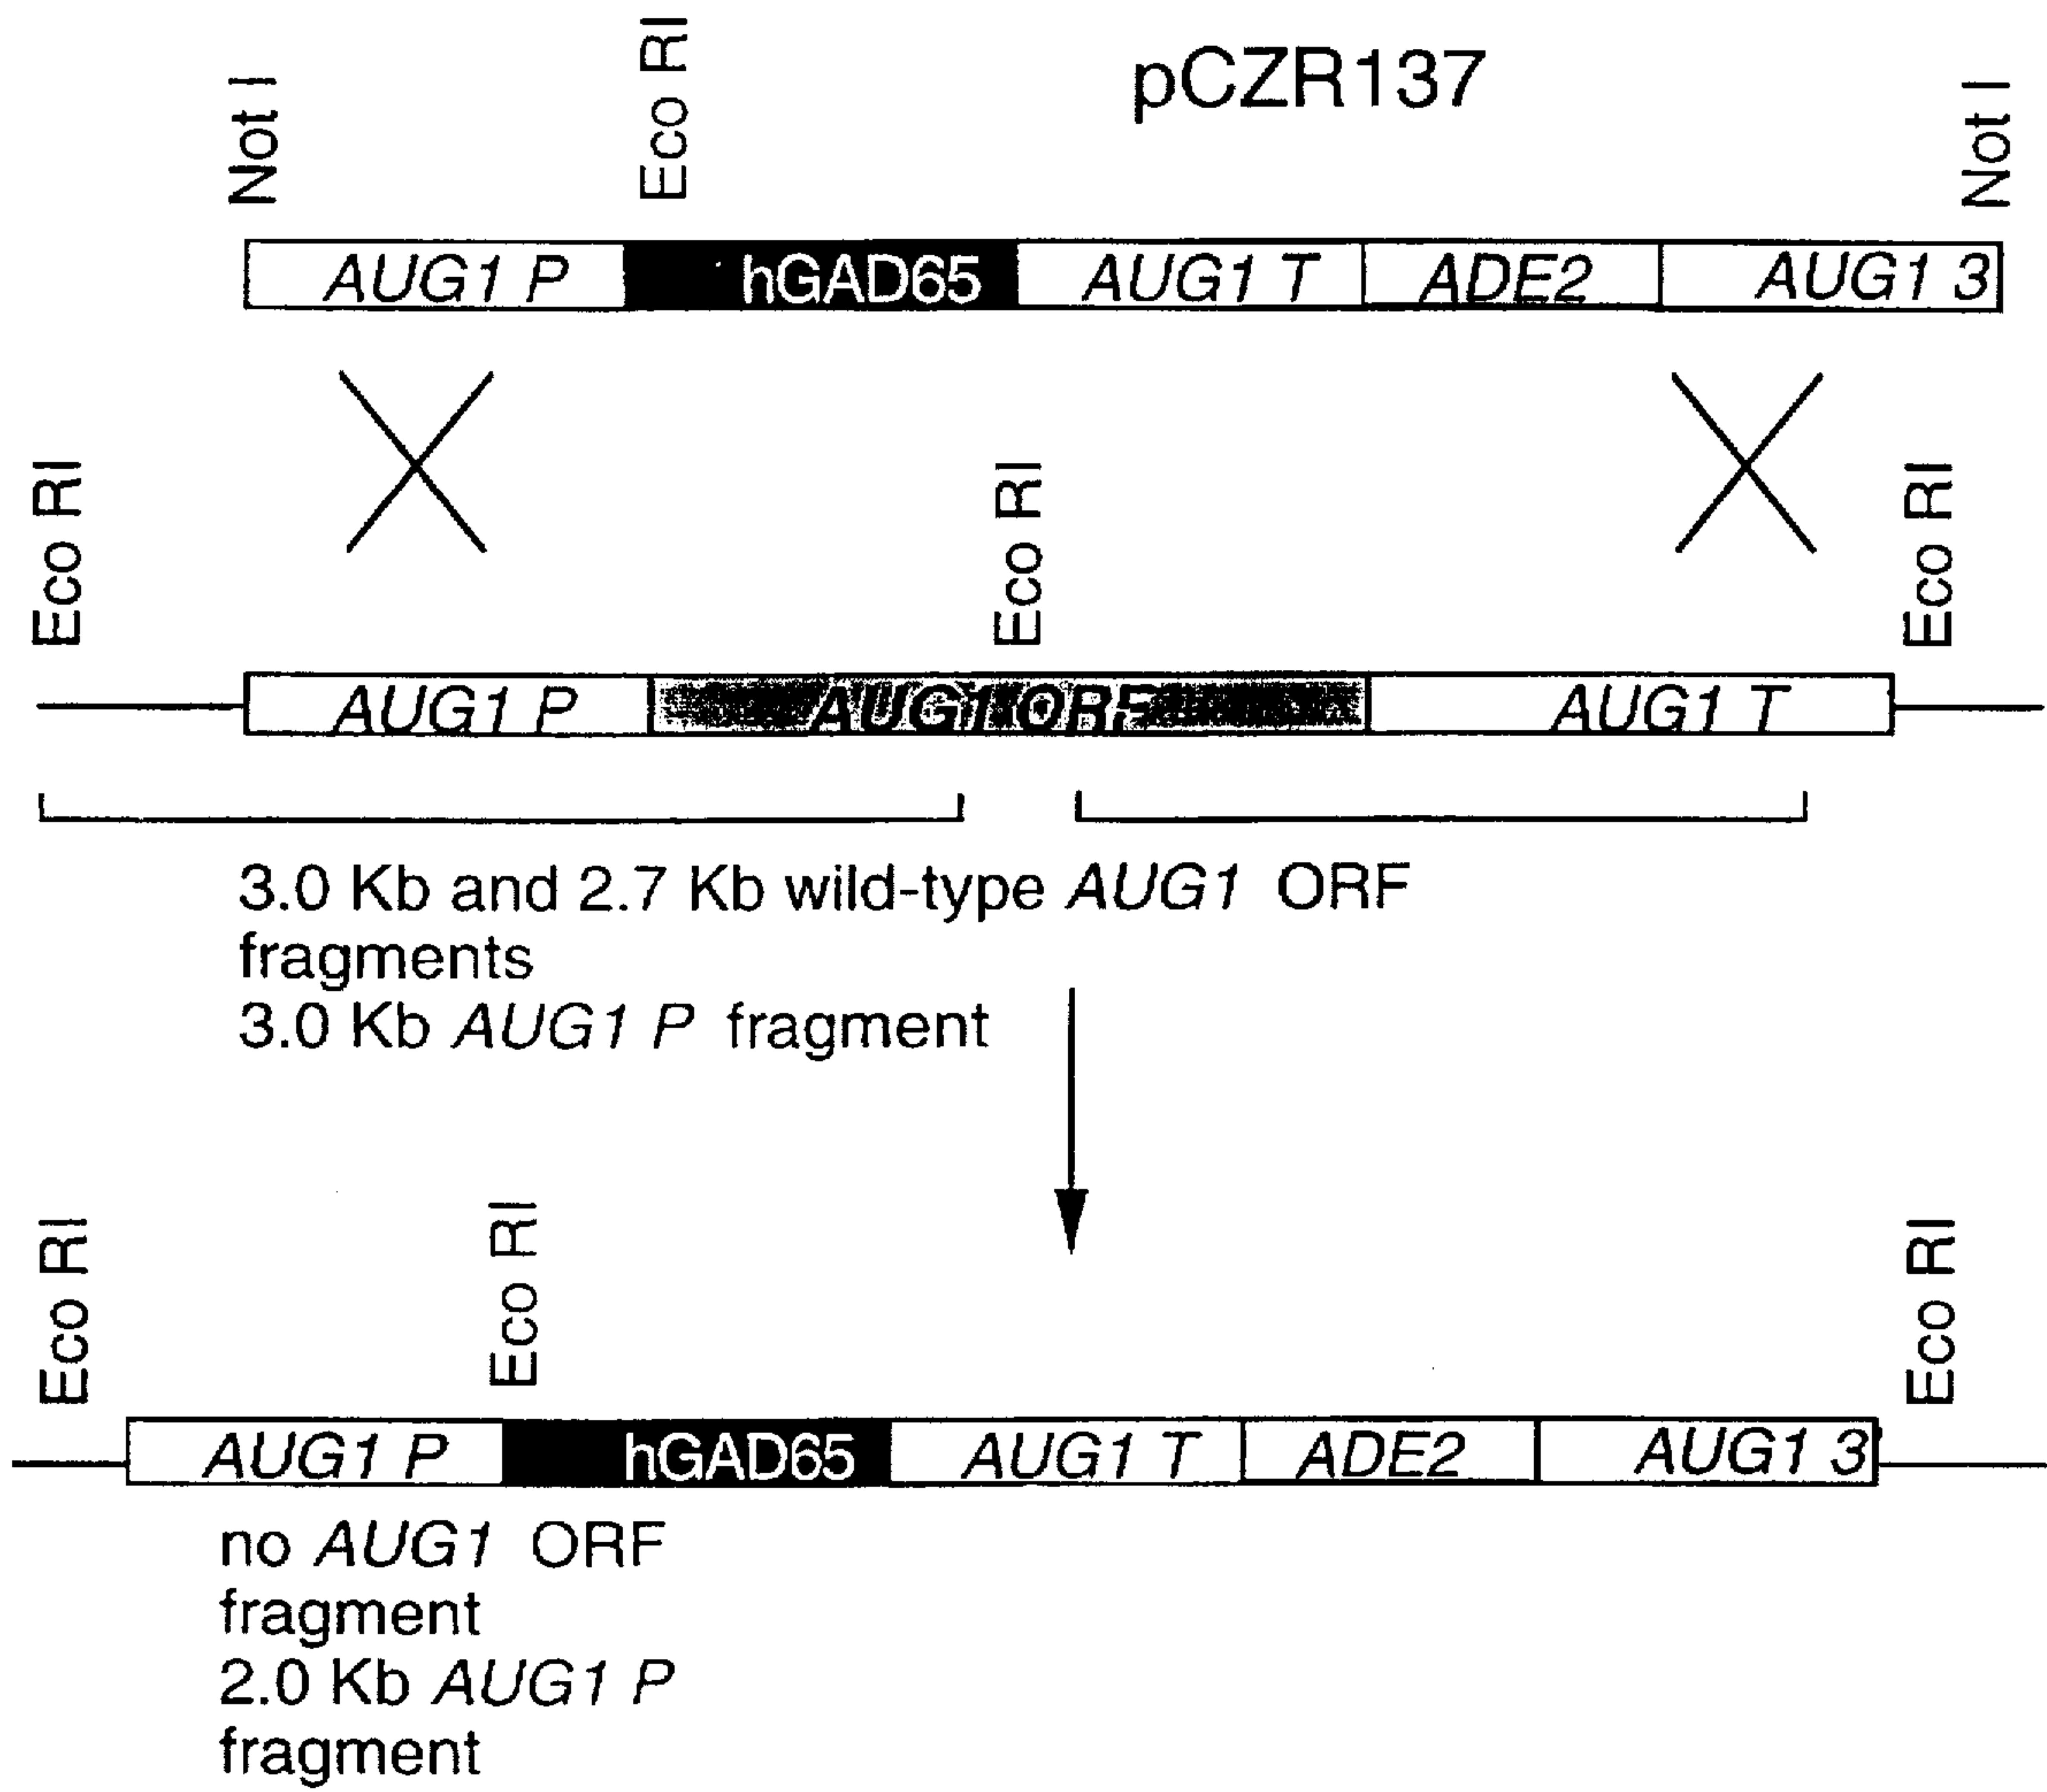 pCZR137
Not I
Eco RI
Not I
AUG1 P
hGAD65
AUG1 T
ADE2
AUG1 3
Eco RI
Eco RI
Eco RI
AUG1 P
AUG1 ORF
AUG1 T
3.0 Kb and 2.7 Kb wild-type AUG1 ORF
fragments
3.0 Kb AUG1 P fragment
Eco RI
Eco RI
Eco RI
AUG1 P
hGAD65
AUG1 T
ADE2
AUG1 3
no AUG1 ORF
fragment
2.0 Kb AUG1 P
fragment